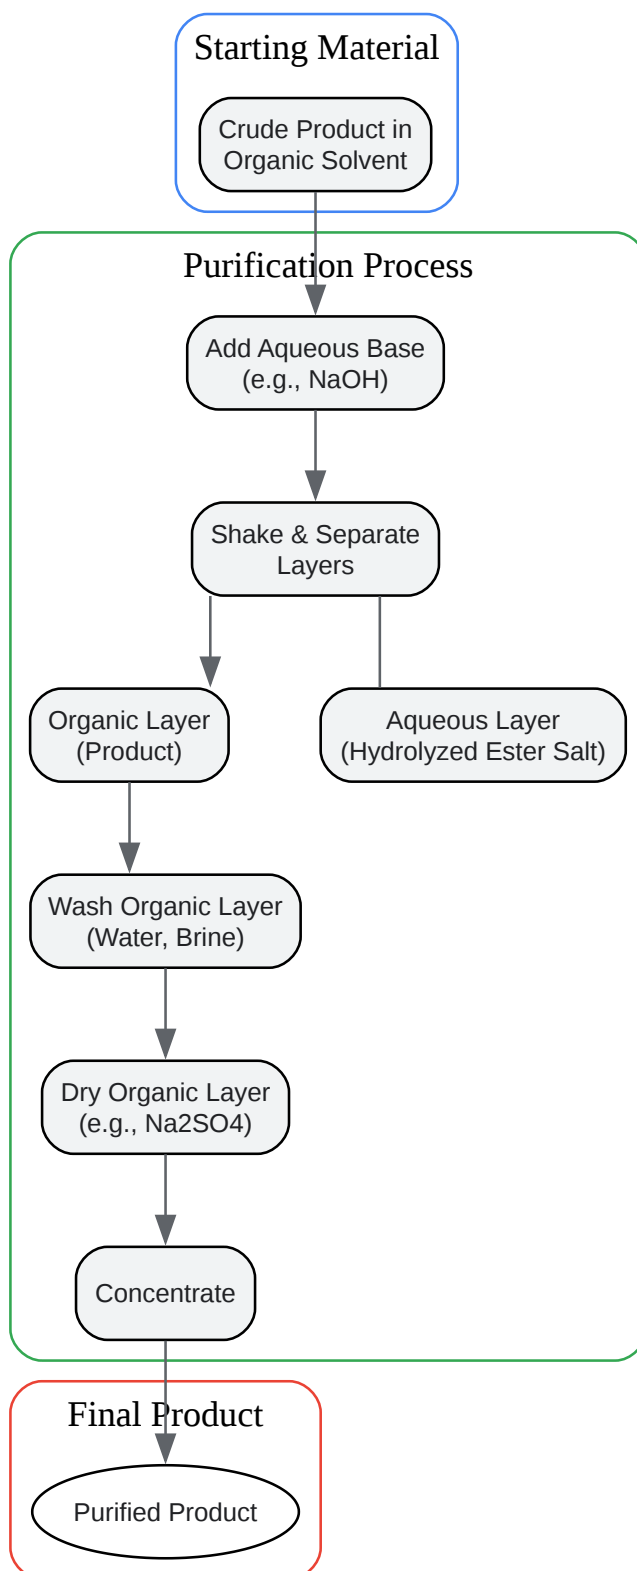 Starting Material
Crude Product in
Organic Solvent
Purification Process
Add Aqueous Base
(e.g., NaOH)
Shake & Separate
Layers
Organic Layer
(Product)
Aqueous Layer
(Hydrolyzed Ester Salt)
Wash Organic Layer
(Water, Brine)
Dry Organic Layer
(e.g., Na2SO4)
Concentrate
Final Product
Purified Product